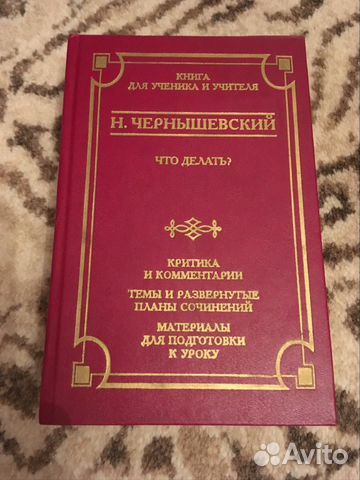 КНИГА
ДЛЯ УЧЕНИКА И УЧИТЕЛЯ
Н. ЧЕРНЫШЕВСКИЙ
ЧТО ДЕЛАТЬ?
КРИТИКА
И КОММЕНТАРИИ
ТЕМЫ И РАЗВЕРНУТЫЕ
ПЛАНЫ СОЧИНЕНИЙ
МАТЕРИАЛЫ
ДЛЯ ПОДГОТОВКИ
К УРОКУ
Avito